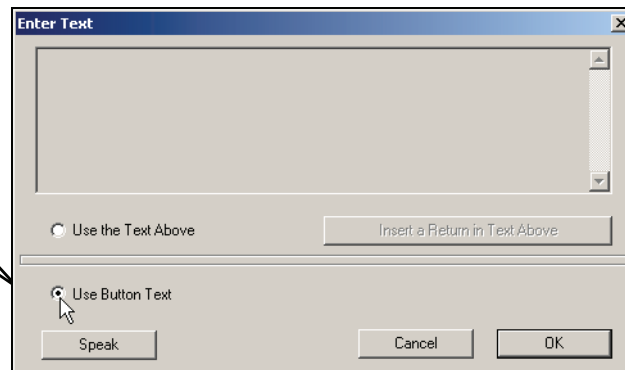 Enter Text
Use the Text Above
Insert a Return in Text Above
Use Button Text
Speak
Cancel
OK